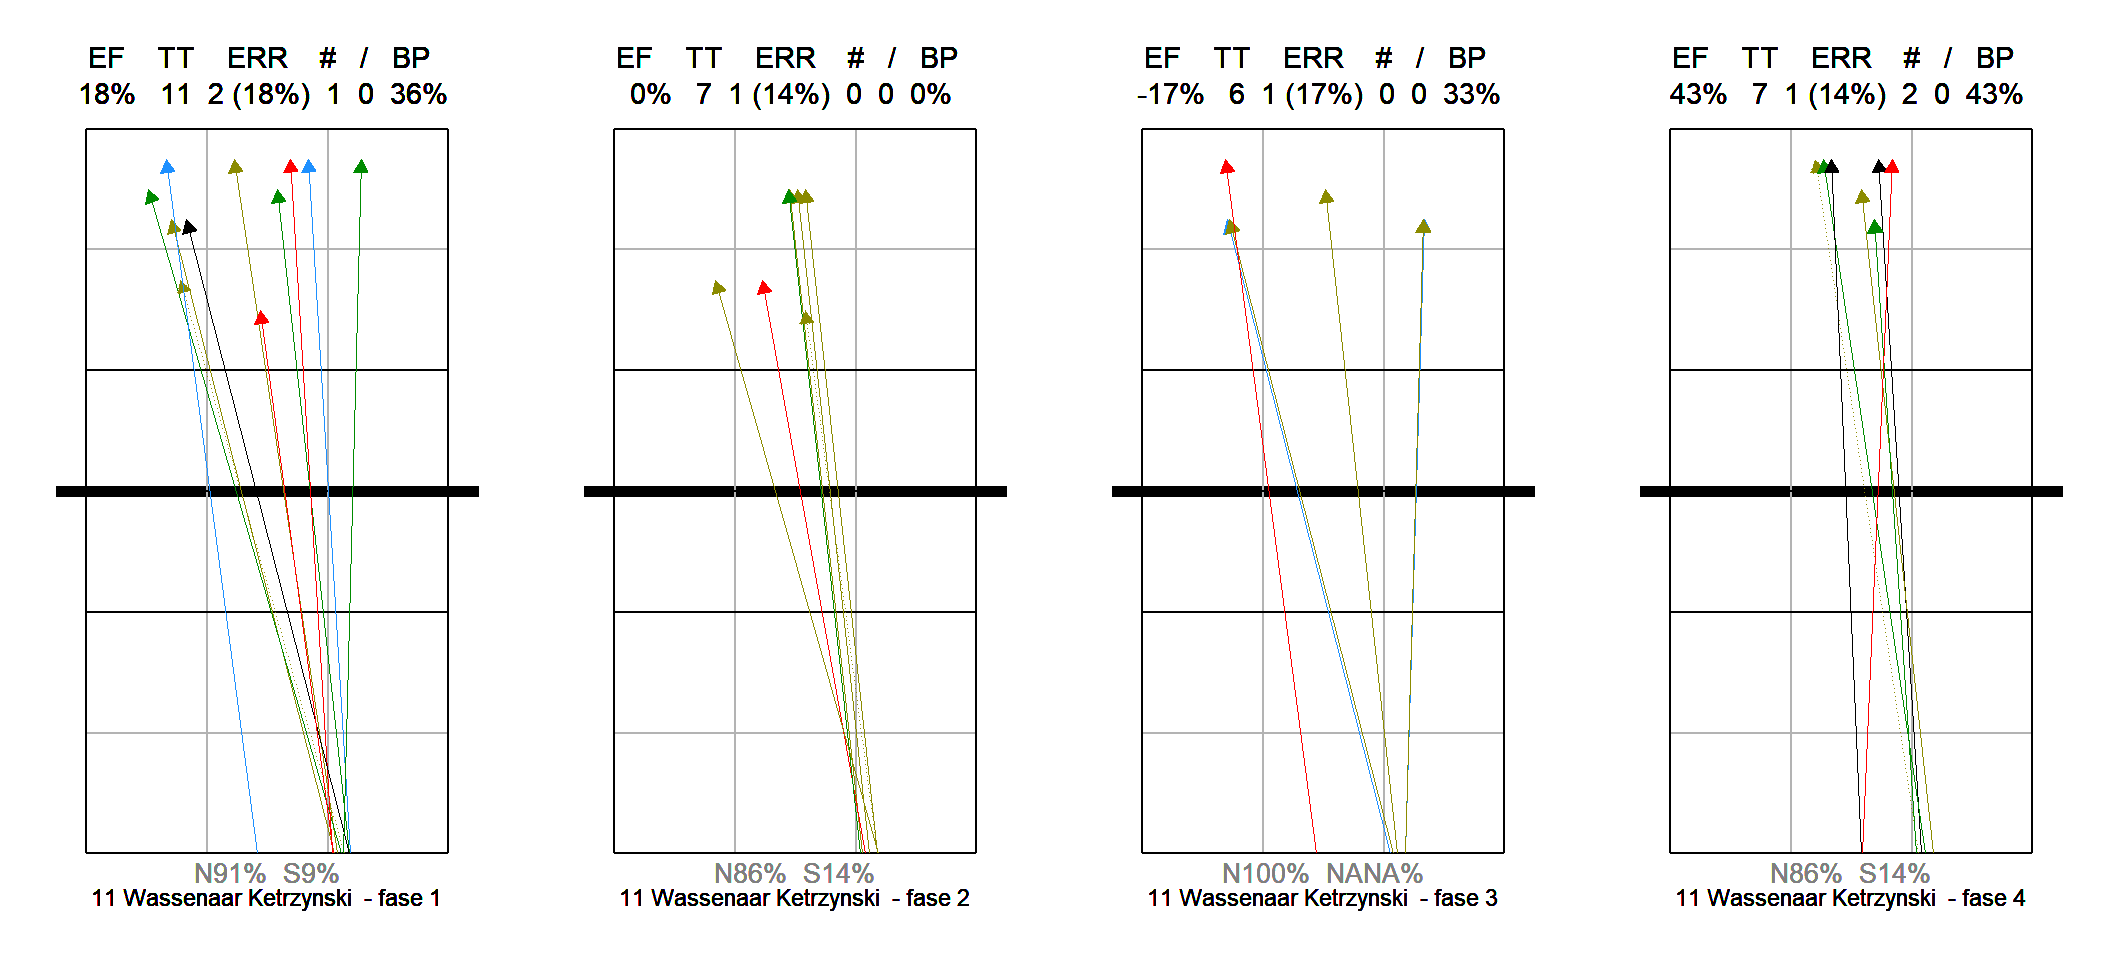 EF TT ERR # / BP
18% 11 2 (18%) 1 0 36%
N91% S9%
11 Wassenaar Ketrzynski - fase 1
EF TT ERR # / BP
0% 7 1 (14%) 0 0 0%
N86% S14%
11 Wassenaar Ketrzynski - fase 2
EF TT ERR # / BP
-17% 6 1 (17%) 0 0 33%
N100% NANA%
11 Wassenaar Ketrzynski - fase 3
EF TT ERR # / BP
43% 7 1 (14%) 2 0 43%
N86% S14%
11 Wassenaar Ketrzynski - fase 4